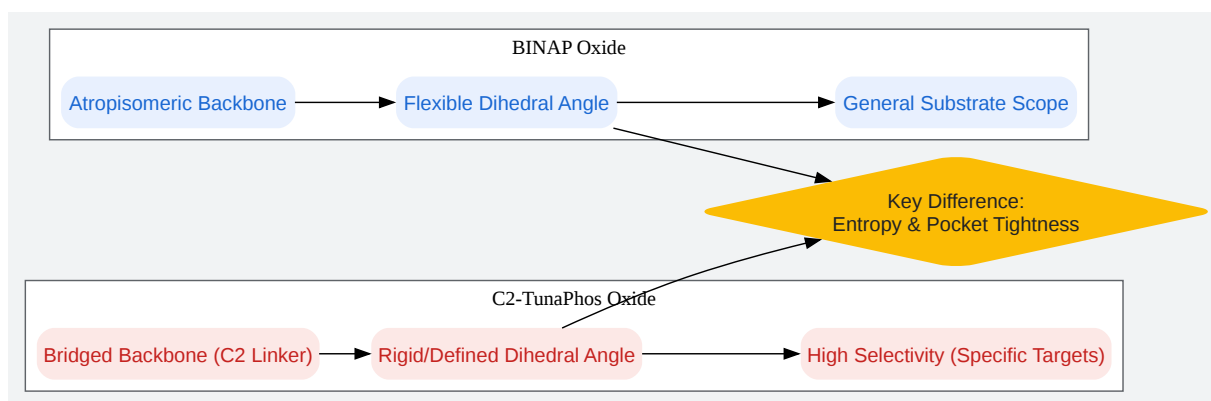 BINAP Oxide
Atropisomeric Backbone
Flexible Dihedral Angle
General Substrate Scope
Key Difference:
Entropy & Pocket Tightness
C2-TunaPhos Oxide
Bridged Backbone (C2 Linker)
Rigid/Defined Dihedral Angle
High Selectivity (Specific Targets)